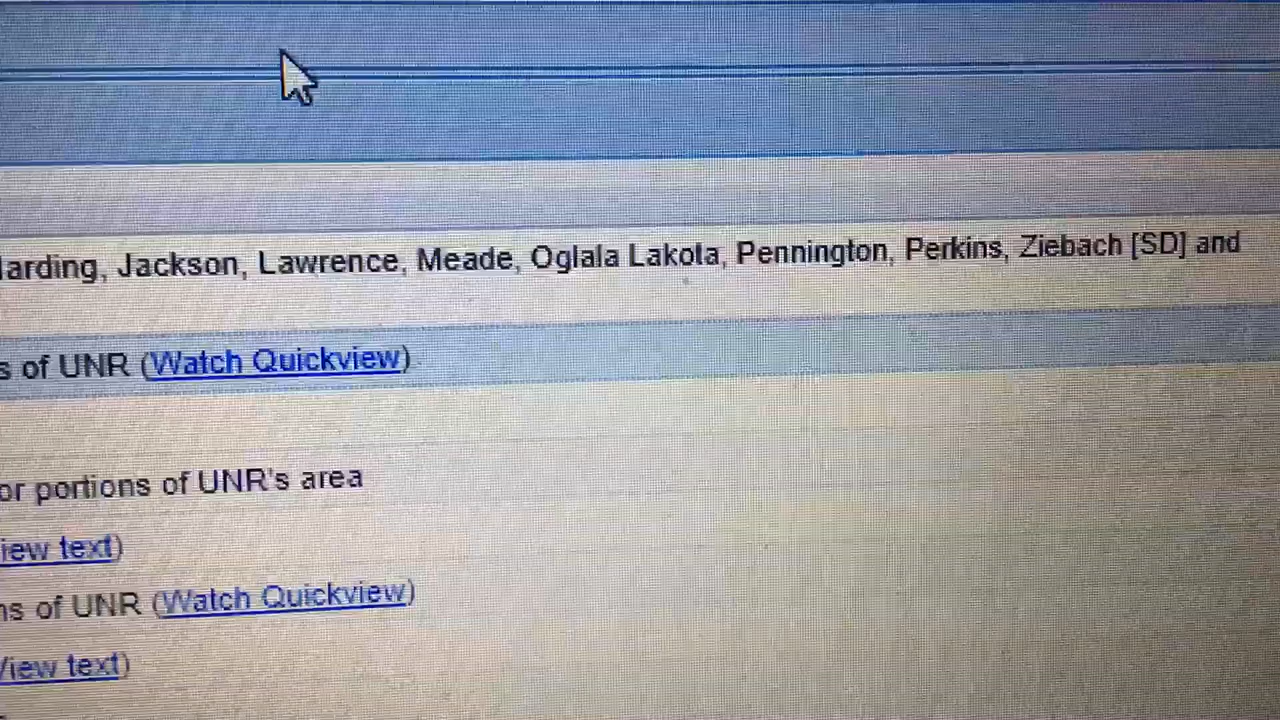 arding, Jackson, Lawrence, Meade, Oglala Lakola, Pennington, Perkins, Ziebach [SD] and
s of UNR (Watch Quickview)
or portions of UNR's area
iew text)
ns of UNR (Watch Quickview)
View text)